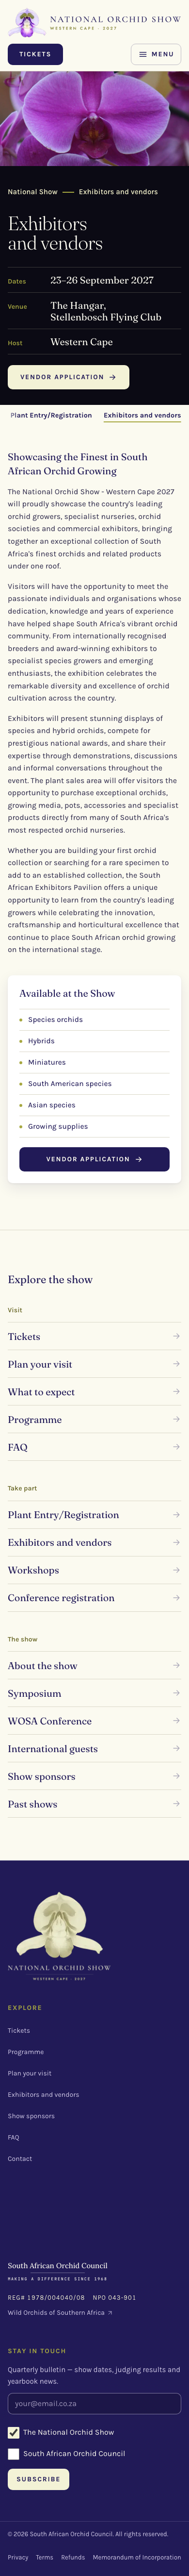 NATIONAL ORCHID SHOW
WESTERN CAPE · 2027
TICKETS
MENU
National Show — Exhibitors and vendors
Exhibitors
and vendors
Dates 23–26 September 2027
Venue The Hangar,
Stellenbosch Flying Club
Host Western Cape
VENDOR APPLICATION →
Plant Entry/Registration Exhibitors and vendors
Showcasing the Finest in South
African Orchid Growing
The National Orchid Show - Western Cape 2027
will proudly showcase the country's leading
orchid growers, specialist nurseries, orchid
societies and commercial exhibitors, bringing
together an exceptional collection of South
Africa's finest orchids and related products
under one roof.
Visitors will have the opportunity to meet the
passionate individuals and organisations whose
dedication, knowledge and years of experience
have helped shape South Africa's vibrant orchid
community. From internationally recognised
breeders and award-winning exhibitors to
specialist species growers and emerging
enthusiasts, the exhibition celebrates the
remarkable diversity and excellence of orchid
cultivation across the country.
Exhibitors will present stunning displays of
species and hybrid orchids, compete for
prestigious national awards, and share their
expertise through demonstrations, discussions
and informal conversations throughout the
event. The plant sales area will offer visitors the
opportunity to purchase exceptional orchids,
growing media, pots, accessories and specialist
products directly from many of South Africa's
most respected orchid nurseries.
Whether you are building your first orchid
collection or searching for a rare specimen to
add to an established collection, the South
African Exhibitors Pavilion offers a unique
opportunity to learn from the country's leading
growers while celebrating the innovation,
craftsmanship and horticultural excellence that
continue to place South African orchid growing
on the international stage.
Available at the Show
Species orchids
Hybrids
Miniatures
South American species
Asian species
Growing supplies
VENDOR APPLICATION →
Explore the show
Visit
Tickets →
Plan your visit →
What to expect →
Programme →
FAQ →
Take part
Plant Entry/Registration →
Exhibitors and vendors →
Workshops →
Conference registration →
The show
About the show →
Symposium →
WOSA Conference →
International guests →
Show sponsors →
Past shows →
NATIONAL ORCHID SHOW
WESTERN CAPE · 2027
EXPLORE
Tickets
Programme
Plan your visit
Exhibitors and vendors
Show sponsors
FAQ
Contact
South African Orchid Council
MAKING A DIFFERENCE SINCE 1968
REG# 1978/004040/08 NPO 043-901
Wild Orchids of Southern Africa ↗
STAY IN TOUCH
Quarterly bulletin — show dates, judging results and
yearbook news.
your@email.co.za
The National Orchid Show
South African Orchid Council
SUBSCRIBE
© 2026 South African Orchid Council. All rights reserved.
Privacy Terms Refunds Memorandum of Incorporation